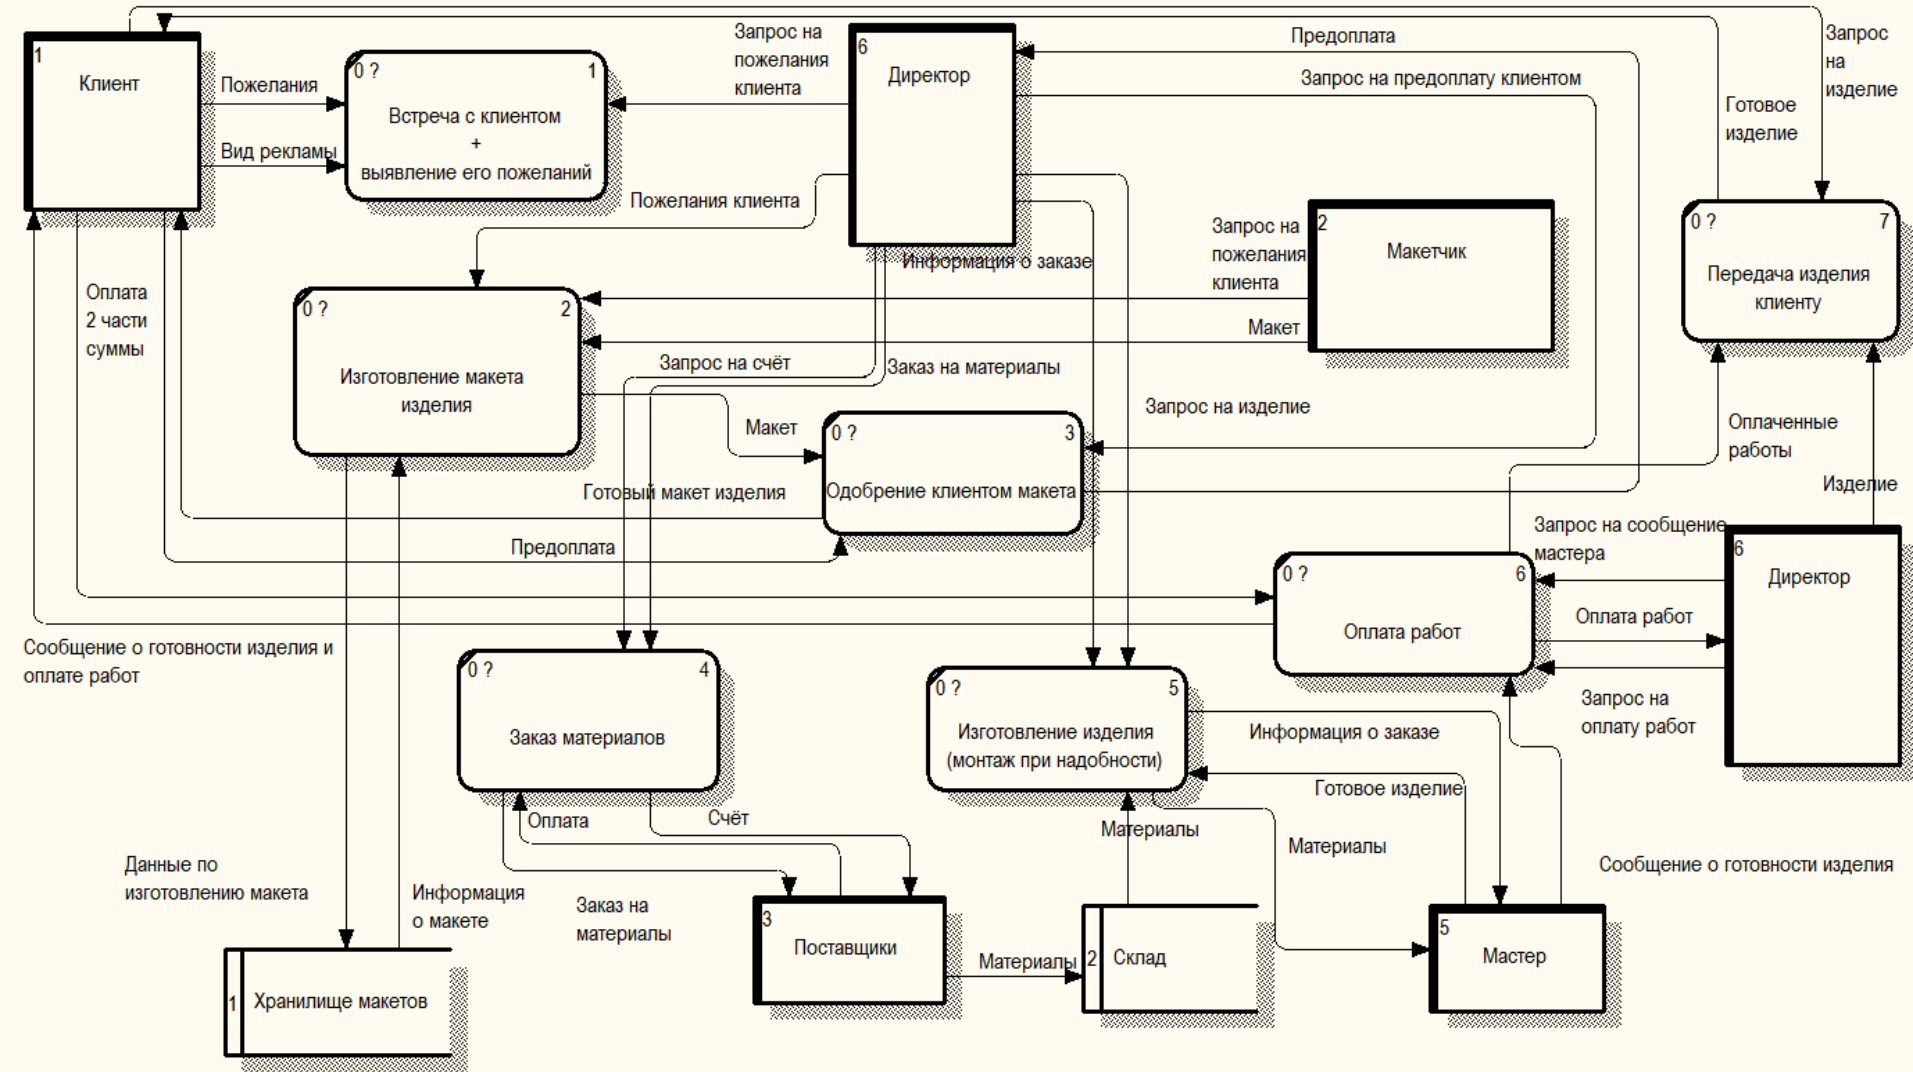 1
Клиент
Пожелания
Вид рекламы
0 ?
1
Встреча с клиентом
+
выявление его пожеланий
Запрос на
пожелания
клиента
6
Директор
Предоплата
Запрос на предоплату клиентом
Запрос
на
изделие
Готовое
изделие
Пожелания клиента
Информация о заказе
Запрос на
пожелания
клиента
2
Макетчик
Макет
0 ?
7
Передача изделия
клиенту
Оплата
2 части
суммы
0 ?
2
Изготовление макета
изделия
Запрос на счёт
Заказ на материалы
Макет
0 ?
3
Одобрение клиентом макета
Запрос на изделие
Оплаченные
работы
Изделие
Готовый макет изделия
Предоплата
Запрос на сообщение
мастера
0 ?
6
Оплата работ
6
Директор
Оплата работ
Запрос на
оплату работ
Сообщение о готовности изделия и
оплате работ
0 ?
4
Заказ материалов
0 ?
5
Изготовление изделия
(монтаж при надобности)
Информация о заказе
Готовое изделие
Оплата
Счёт
Материалы
Материалы
Сообщение о готовности изделия
Данные по
изготовлению макета
Информация
о макете
Заказ на
материалы
3
Поставщики
Материалы
2
Склад
5
Мастер
1
Хранилище макетов